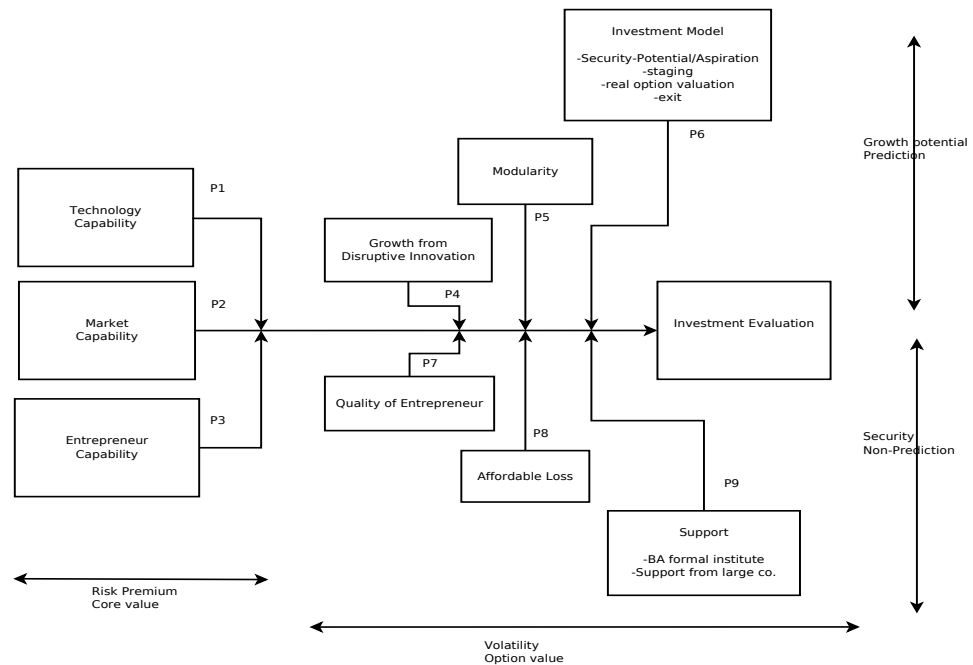 Investment Model
-Security-Potential/Aspiration
-staging
-real option valuation
-exit
P6
Growth potential
Prediction
Modularity
P5
Technology
Capability
P1
Growth from
Disruptive Innovation
P4
Market
Capability
P2
Investment Evaluation
P7
Quality of Entrepreneur
Entrepreneur
Capability
P3
P8
Affordable Loss
Security
Non-Prediction
P9
Support
-BA formal institute
-Support from large co.
Risk Premium
Core value
Volatility
Option value